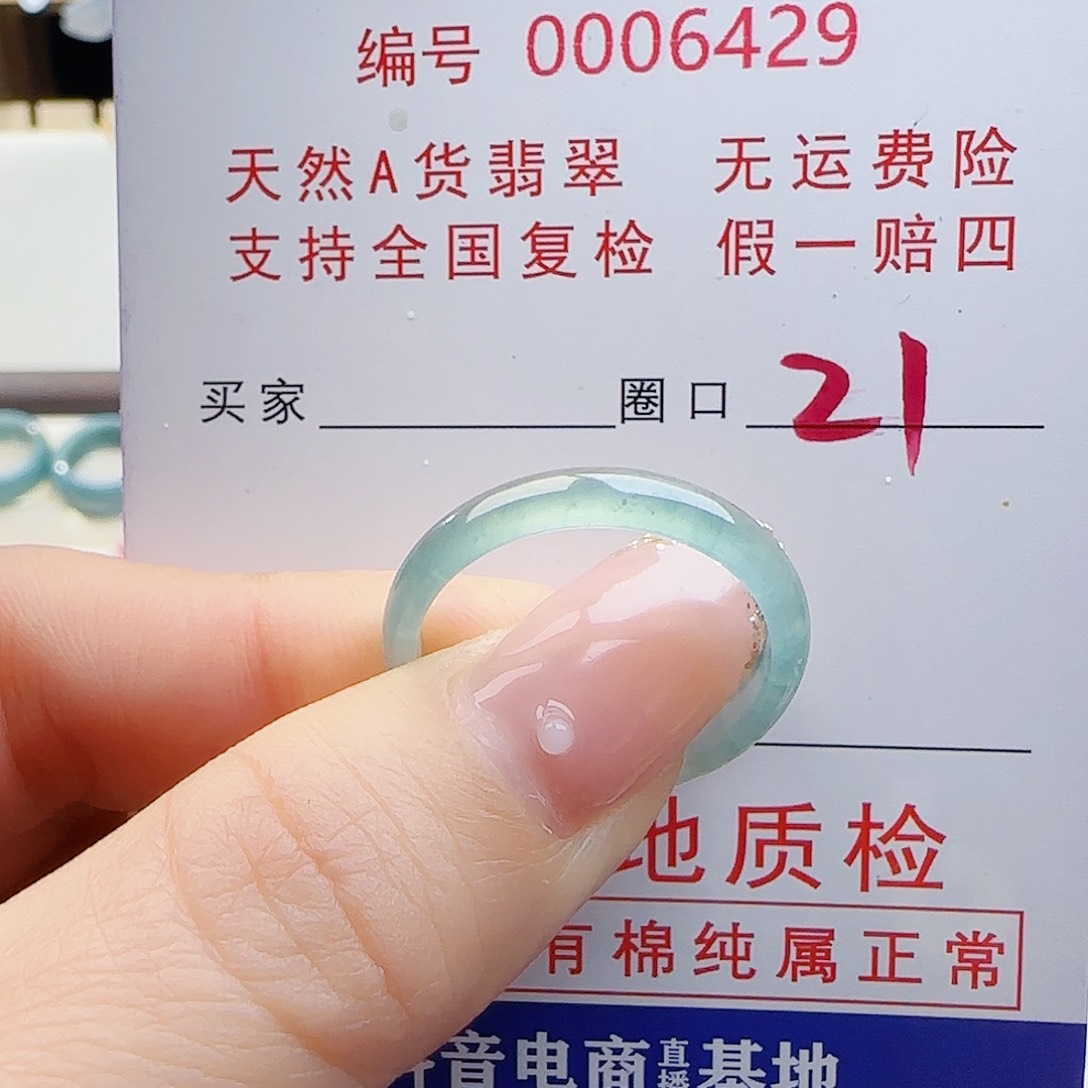 编号 0006429
天然A货翡翠 无运费险
支持全国复检 假一赔四
买家 圈口 21
地质检
有棉纯属正常
音电商直播基地